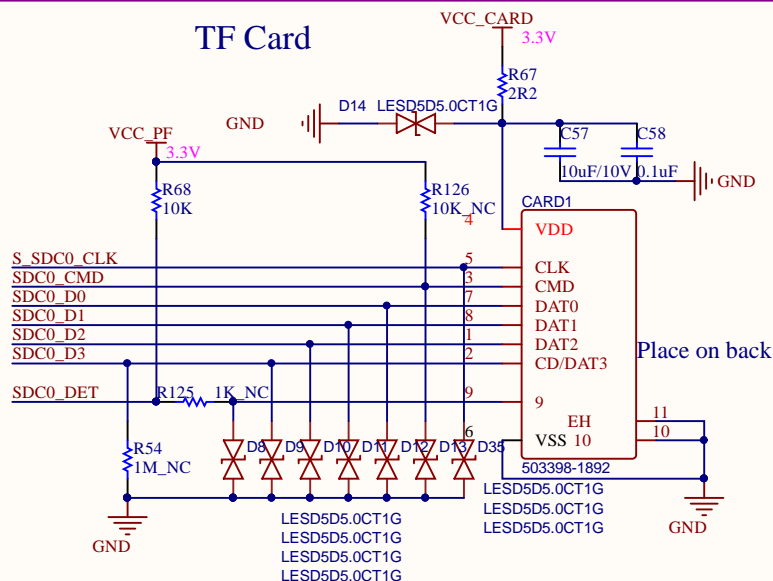 VCC_CARD
TF Card
3.3V
R67
2R2
D14 LESD5D5.0CT1G
VCC_PF
GND
3.3V
C57
C58
10uF/10V
0.1uF
GND
R68
10K
R126
10K_NC
CARD1
4
VDD
S_SDC0_CLK
5
CLK
SDC0_CMD
3
CMD
SDC0_D0
7
DAT0
SDC0_D1
8
DAT1
SDC0_D2
1
DAT2
SDC0_D3
2
CD/DAT3
Place on back
SDC0_DET
R125
1K_NC
9
9
EH
11
10
6
VSS
10
R54
1M_NC
D8
D9
D10
D11
D12
D13
D35
503398-1892
LESD5D5.0CT1G
LESD5D5.0CT1G
LESD5D5.0CT1G
GND
LESD5D5.0CT1G
LESD5D5.0CT1G
LESD5D5.0CT1G
LESD5D5.0CT1G
GND